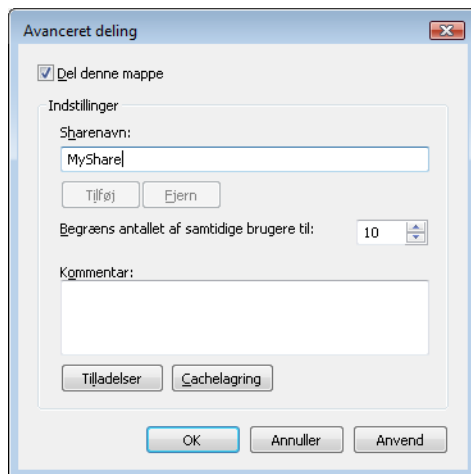 Avanceret deling
Del denne mappe
Indstillinger
Sharenavn:
MyShare
Tilføj Fjern
Begræns antallet af samtidige brugere til: 10
Kommentar:
Tilladelser Cachelagring
OK Annuller Anvend